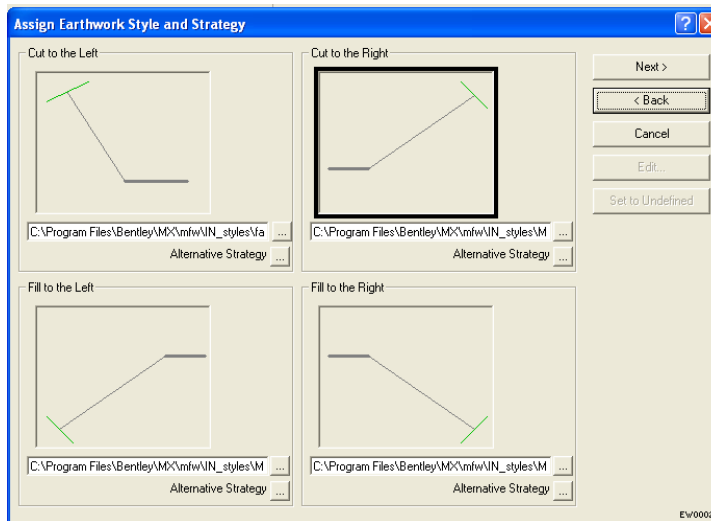 Assign Earthwork Style and Strategy
Cut to the Left
C:\Program Files\Bentley\MX\mfw\IN_styles\fa ...
Alternative Strategy ...
Cut to the Right
C:\Program Files\Bentley\MX\mfw\IN_styles\M ...
Alternative Strategy ...
Fill to the Left
C:\Program Files\Bentley\MX\mfw\IN_styles\M ...
Alternative Strategy ...
Fill to the Right
C:\Program Files\Bentley\MX\mfw\IN_styles\M ...
Alternative Strategy ...
Next >
< Back
Cancel
Edit...
Set to Undefined
EW0002